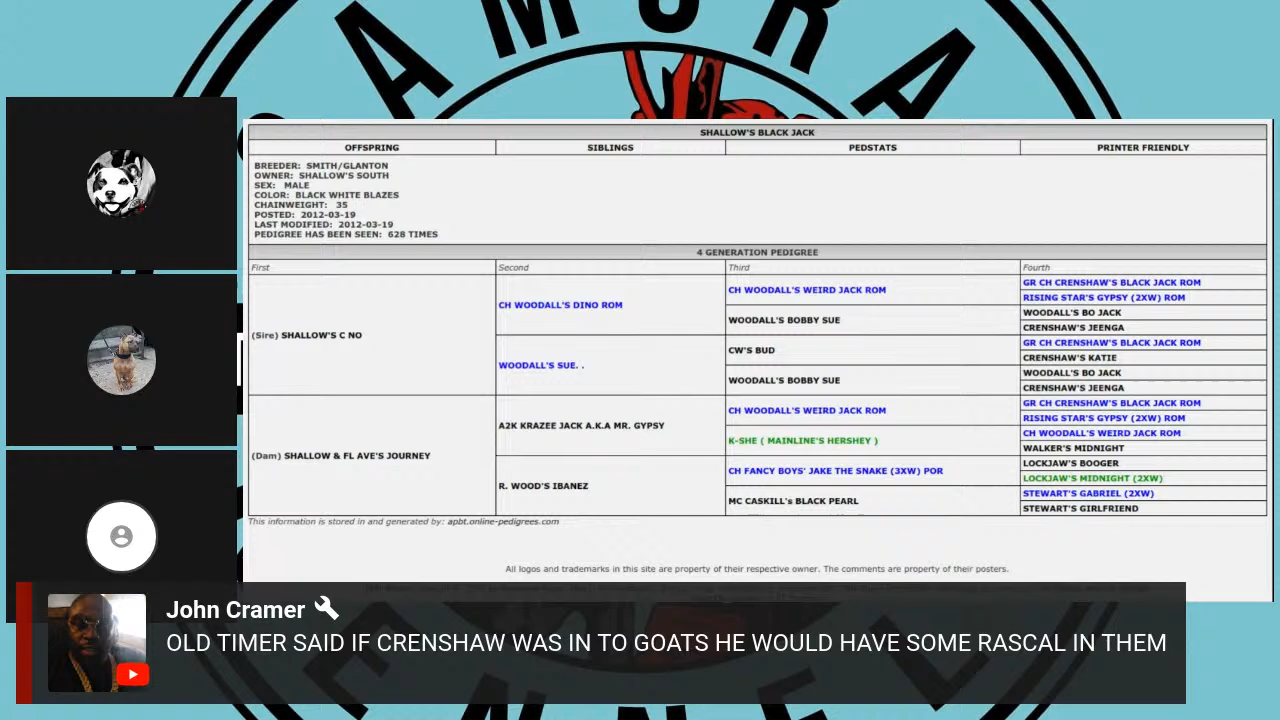 SAMURAI
SHALLOW'S BLACK JACK
OFFSPRING SIBLINGS PEDSTATS PRINTER FRIENDLY
BREEDER: SMITH/GLANTON
OWNER: SHALLOW'S SOUTH
SEX: MALE
COLOR: BLACK WHITE BLAZES
CHAINWEIGHT: 35
POSTED: 2012-03-19
LAST MODIFIED: 2012-03-19
PEDIGREE HAS BEEN SEEN: 628 TIMES
4 GENERATION PEDIGREE
First Second Third Fourth
(Sire) SHALLOW'S C NO
(Dam) SHALLOW & FL AVE'S JOURNEY
CH WOODALL'S DINO ROM
WOODALL'S SUE. .
A2K KRAZEE JACK A.K.A MR. GYPSY
R. WOOD'S IBANEZ
CH WOODALL'S WEIRD JACK ROM
WOODALL'S BOBBY SUE
CW'S BUD
WOODALL'S BOBBY SUE
CH WOODALL'S WEIRD JACK ROM
K-SHE ( MAINLINE'S HERSHEY )
CH FANCY BOYS' JAKE THE SNAKE (3XW) POR
MC CASKILL's BLACK PEARL
GR CH CRENSHAW'S BLACK JACK ROM
RISING STAR'S GYPSY (2XW) ROM
WOODALL'S BO JACK
CRENSHAW'S JEENGA
GR CH CRENSHAW'S BLACK JACK ROM
CRENSHAW'S KATIE
WOODALL'S BO JACK
CRENSHAW'S JEENGA
GR CH CRENSHAW'S BLACK JACK ROM
RISING STAR'S GYPSY (2XW) ROM
CH WOODALL'S WEIRD JACK ROM
WALKER'S MIDNIGHT
LOCKJAW'S BOOGER
LOCKJAW'S MIDNIGHT (2XW)
STEWART'S GABRIEL (2XW)
STEWART'S GIRLFRIEND
This information is stored in and generated by: apbt.online-pedigrees.com
All logos and trademarks in this site are property of their respective owner. The comments are property of their posters.
John Cramer
OLD TIMER SAID IF CRENSHAW WAS IN TO GOATS HE WOULD HAVE SOME RASCAL IN THEM